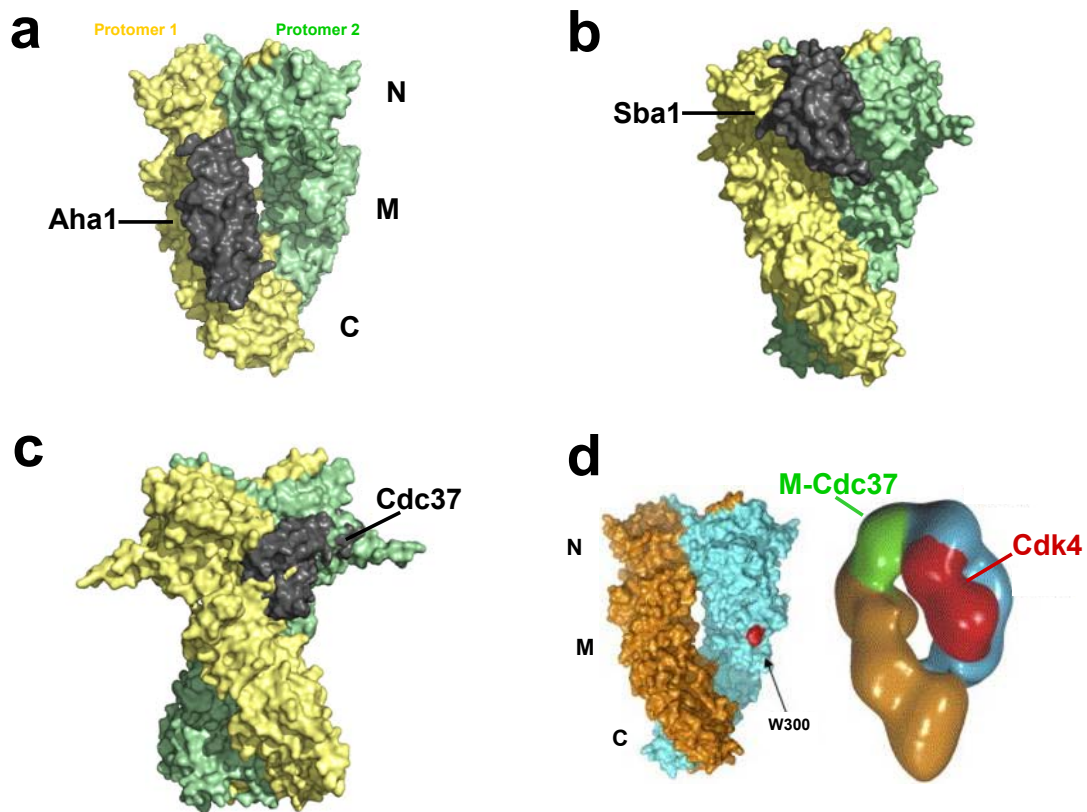 a
Protomer 1
Protomer 2
N
Aha1
M
C
b
Sba1
c
Cdc37
d
M-Cdc37
Cdk4
N
M
W300
C